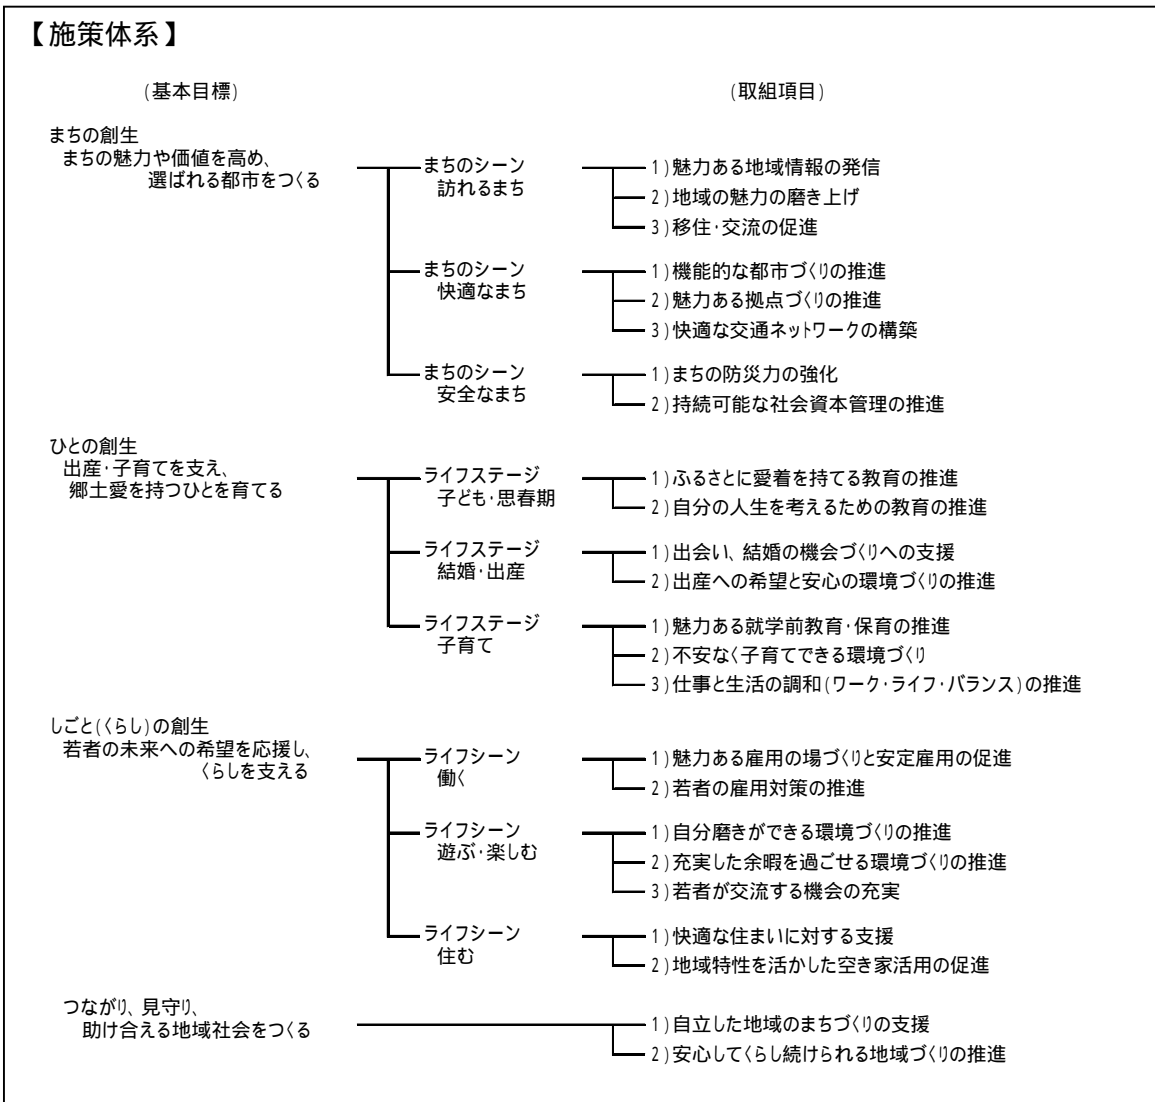 【施策体系】
(基本目標)
(取組項目)
まちの創生
まちの魅力や価値を高め、
選ばれる都市をつくる
まちのシーン
訪れるまち
1)魅力ある地域情報の発信
2)地域の魅力の磨き上げ
3)移住・交流の促進
まちのシーン
快適なまち
1)機能的な都市づくりの推進
2)魅力ある拠点づくりの推進
3)快適な交通ネットワークの構築
まちのシーン
安全なまち
1)まちの防災力の強化
2)持続可能な社会資本管理の推進
ひとの創生
出産・子育てを支え、
郷土愛を持つひとを育てる
ライフステージ
子ども・思春期
1)ふるさとに愛着を持てる教育の推進
2)自分の人生を考えるための教育の推進
ライフステージ
結婚・出産
1)出会い、結婚の機会づくりへの支援
2)出産への希望と安心の環境づくりの推進
ライフステージ
子育て
1)魅力ある就学前教育・保育の推進
2)不安なく子育てできる環境づくり
3)仕事と生活の調和(ワーク・ライフ・バランス)の推進
しごと(くらし)の創生
若者の未来への希望を応援し、
くらしを支える
ライフシーン
働く
1)魅力ある雇用の場づくりと安定雇用の促進
2)若者の雇用対策の推進
ライフシーン
遊ぶ・楽しむ
1)自分磨きができる環境づくりの推進
2)充実した余暇を過ごせる環境づくりの推進
3)若者が交流する機会の充実
ライフシーン
住む
1)快適な住まいに対する支援
2)地域特性を活かした空き家活用の促進
つながり、見守り、
助け合える地域社会をつくる
1)自立した地域のまちづくりの支援
2)安心してくらし続けられる地域づくりの推進